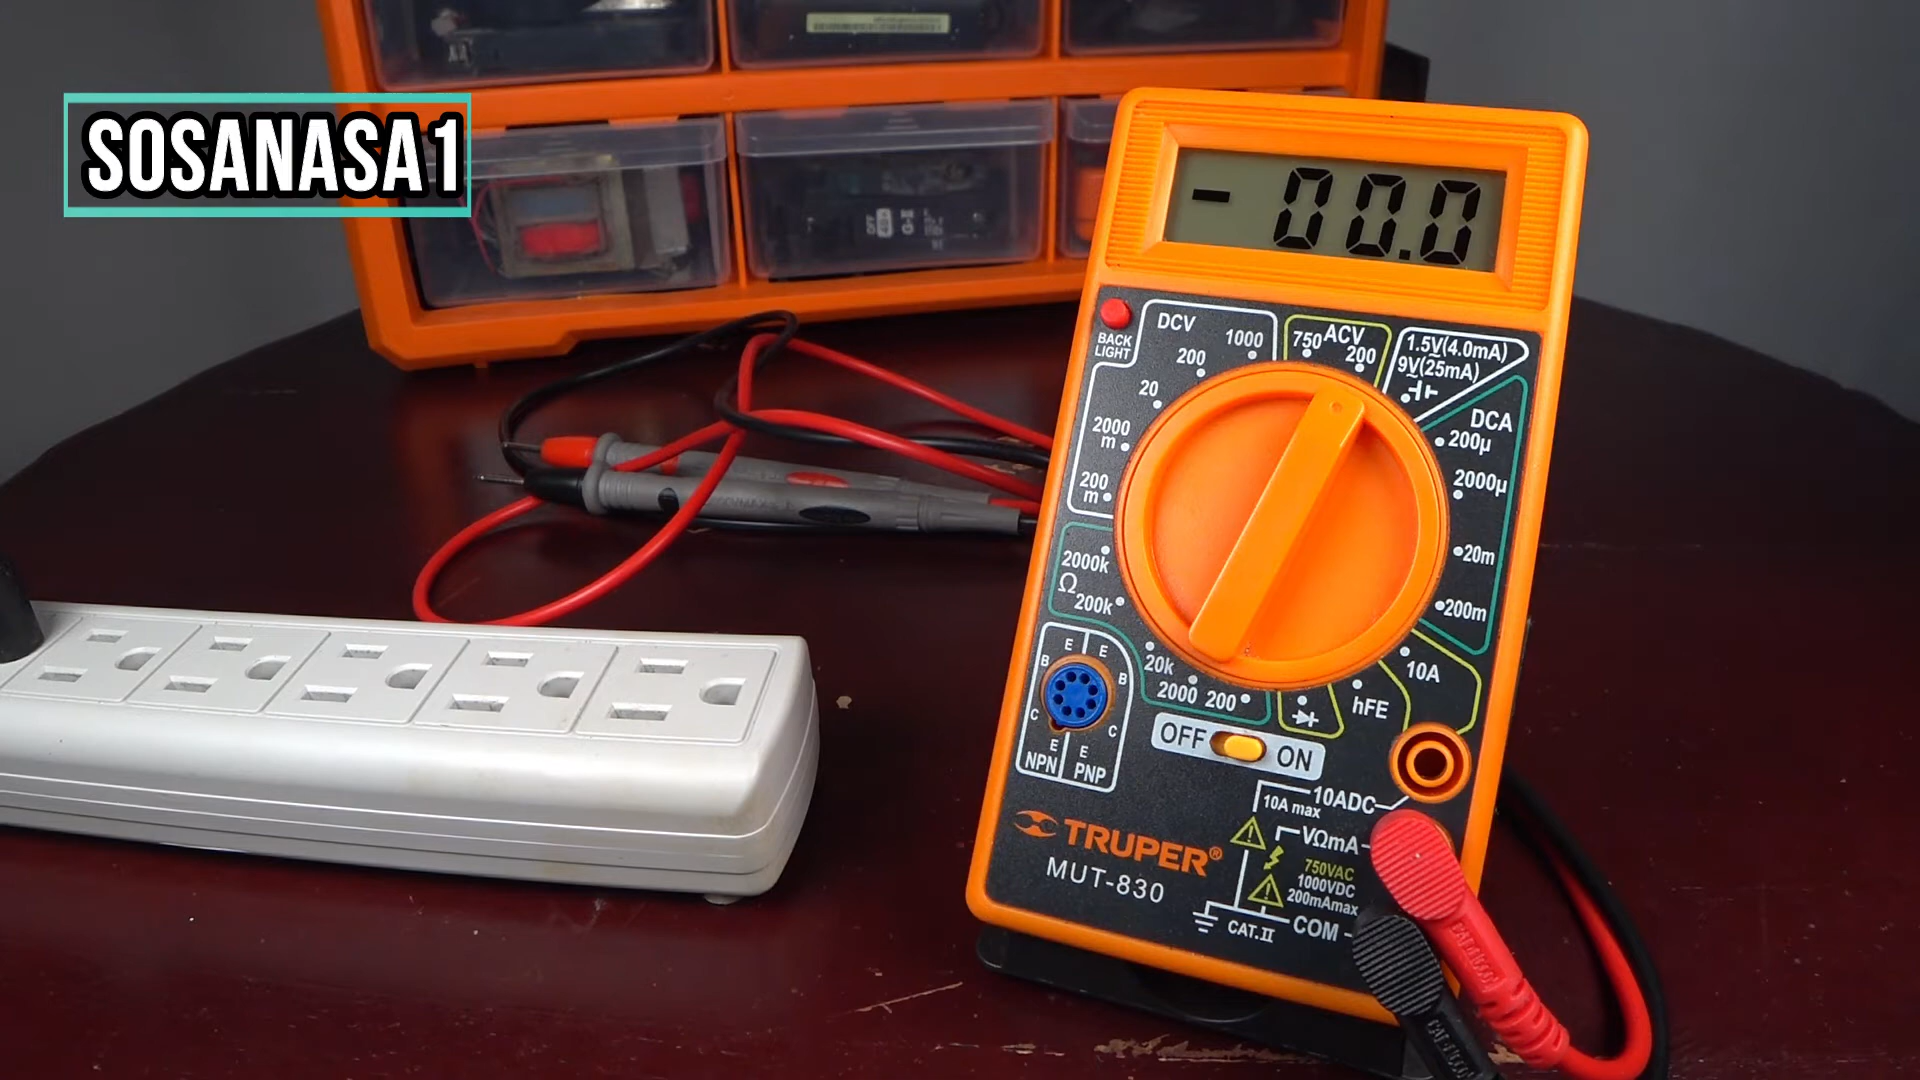 SOSANASA1
- 00.0
BACK
LIGHT
DCV
1000
200
20
2000
m
200
m
750 ACV
200
1.5V(4.0mA)
9V(25mA)
DCA
200µ
2000µ
20m
200m
10A
hFE
2000k
Ω
200k
20k
2000 200
E
E
B
B
C
C
E
E
NPN
PNP
OFF
ON
10ADC
10A max
VΩmA
750VAC
1000VDC
200mAmax
COM
CAT.II
TRUPER®
MUT-830